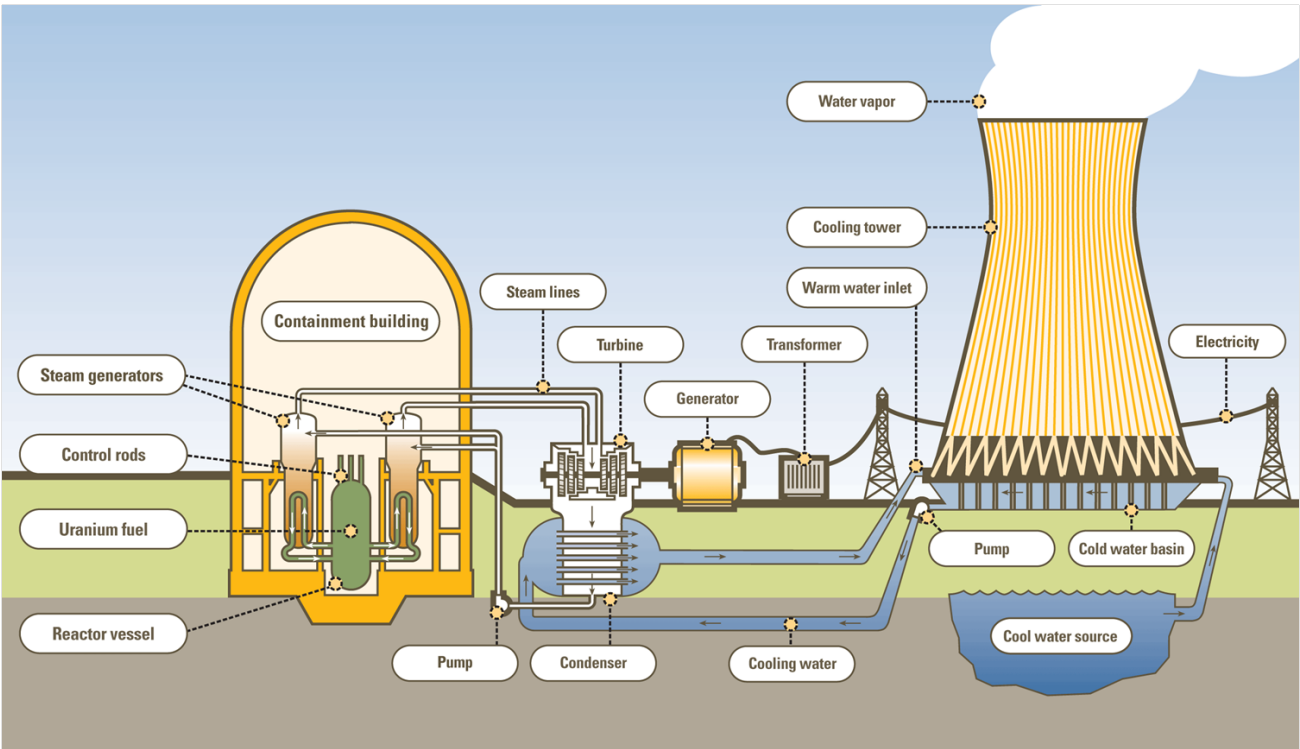 Water vapor
Cooling tower
Warm water inlet
Steam lines
Containment building
Turbine
Transformer
Electricity
Steam generators
Generator
Control rods
Uranium fuel
Pump
Cold water basin
Reactor vessel
Cool water source
Pump
Condenser
Cooling water